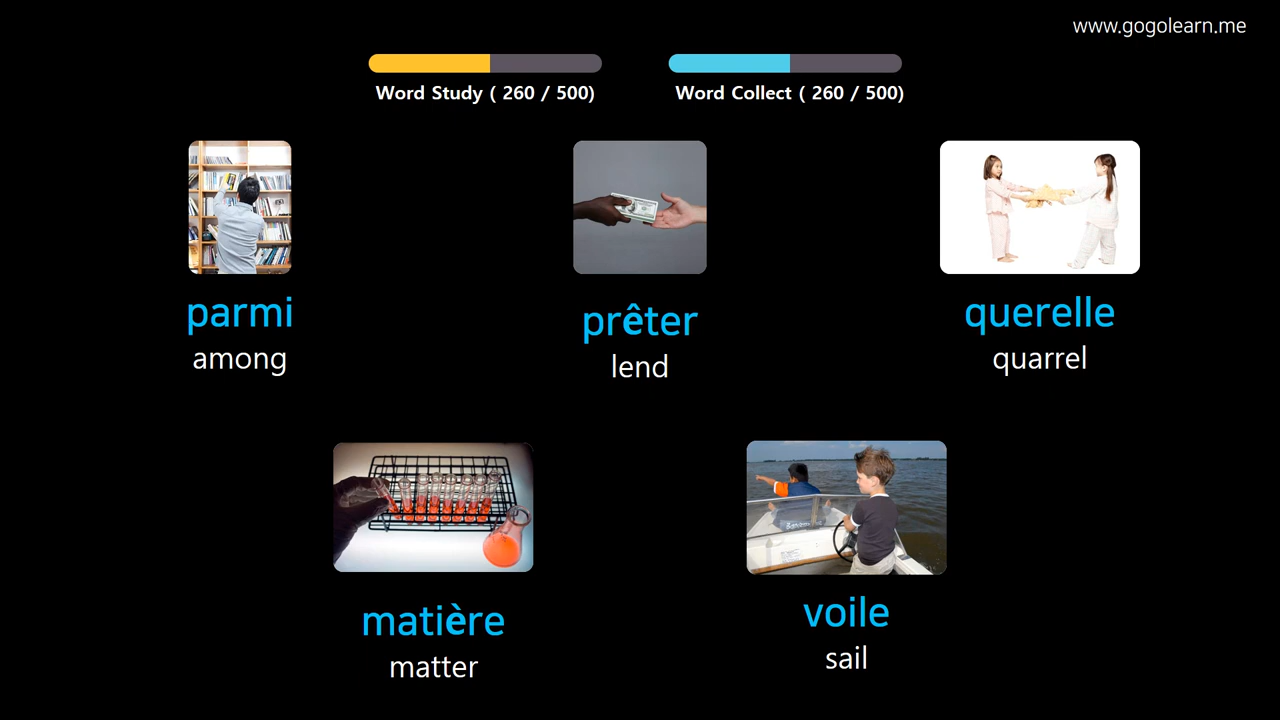 www.gogolearn.me
Word Study ( 260 / 500)
Word Collect ( 260 / 500)
parmi
among
prêter
lend
querelle
quarrel
matière
matter
voile
sail